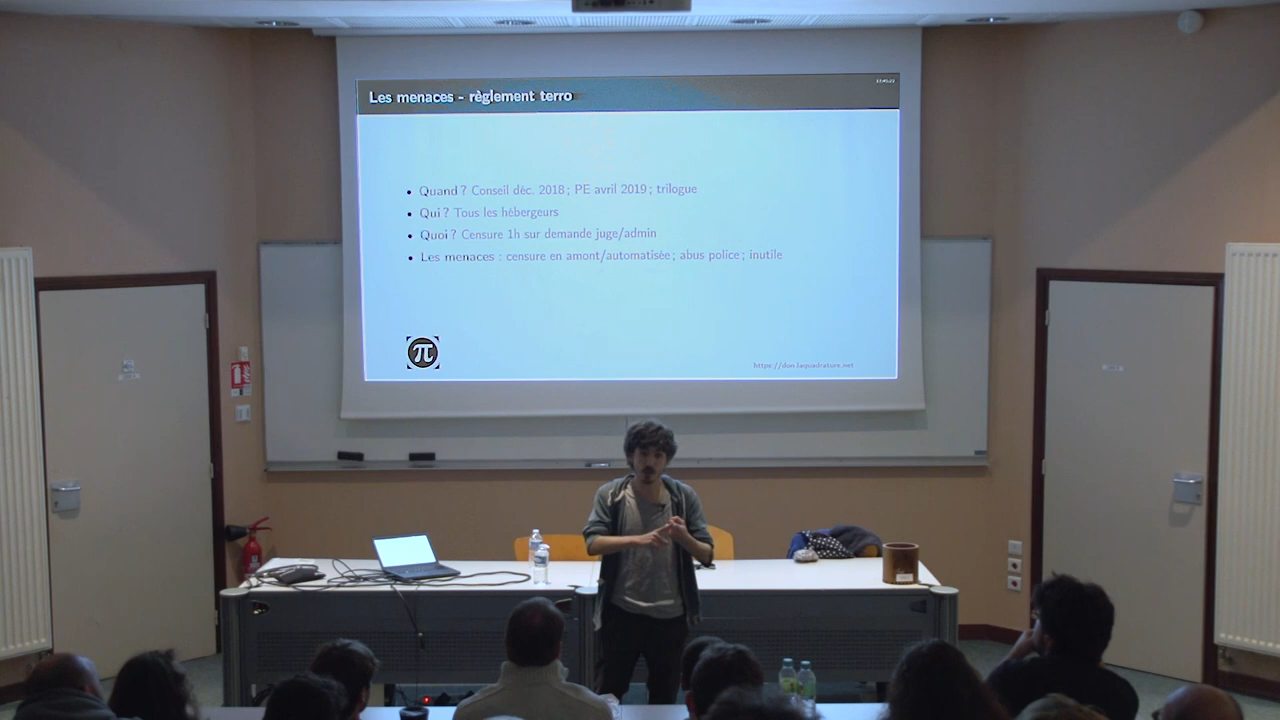 Les menaces - règlement terro
• Quand ? Conseil déc. 2018 ; PE avril 2019 ; trilogue
• Qui ? Tous les hébergeurs
• Quoi ? Censure 1h sur demande juge/admin
• Les menaces : censure en amont/automatisée ; abus police ; inutile
π
https://don.laquadrature.net